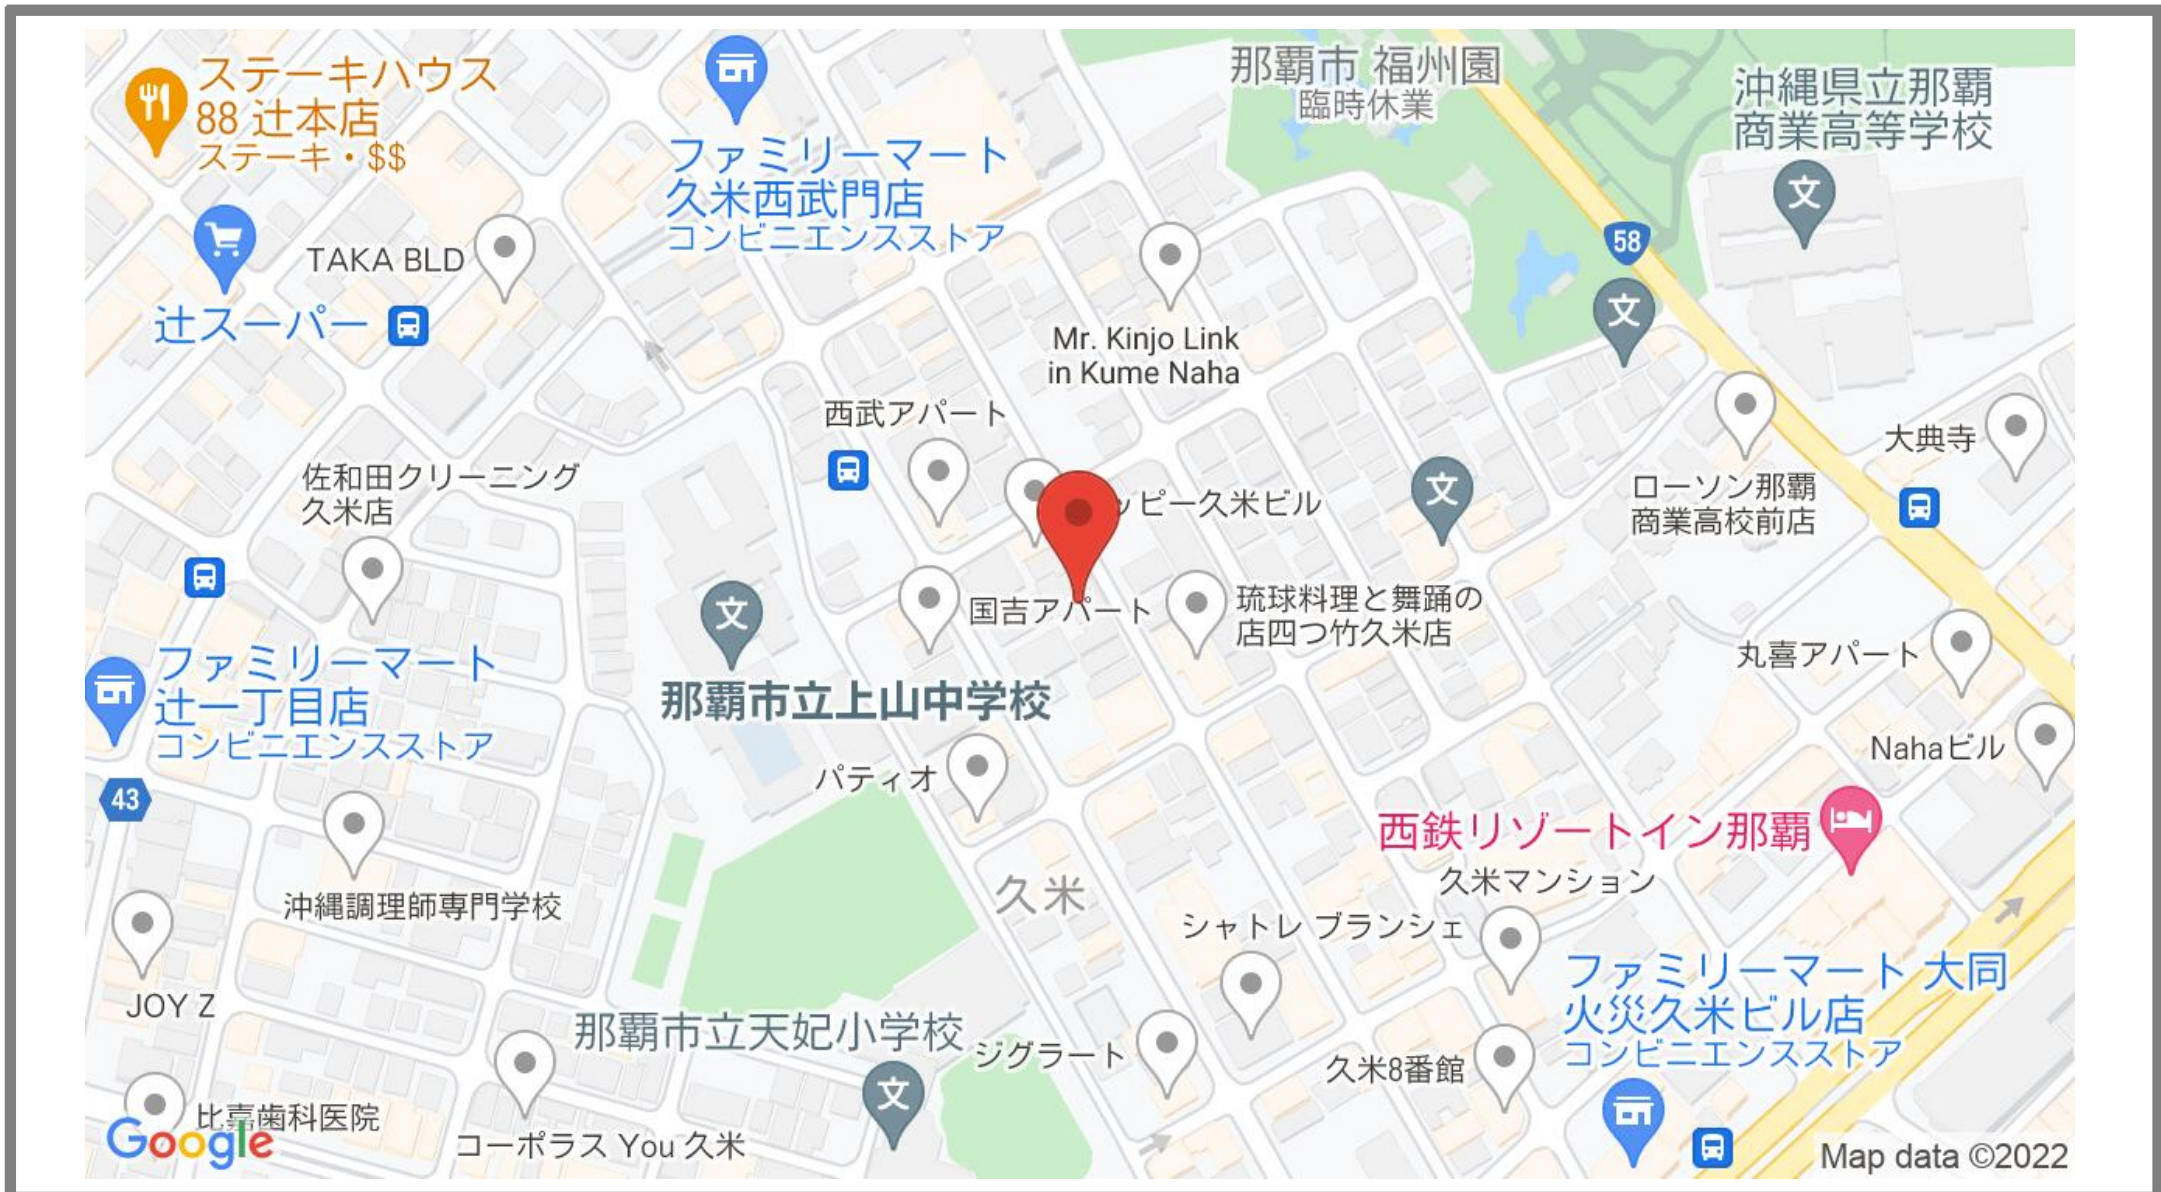 ステーキハウス
88 辻本店
ステーキ・$$
ファミリーマート
久米西武門店
コンビニエンスストア
那覇市 福州園
臨時休業
沖縄県立那覇
商業高等学校
58
TAKA BLD
辻スーパー
Mr. Kinjo Link
in Kume Naha
西武アパート
大典寺
佐和田クリーニング
久米店
ッピー久米ビル
ローソン那覇
商業高校前店
国吉アパート
琉球料理と舞踊の
店四つ竹久米店
丸喜アパート
ファミリーマート
辻一丁目店
コンビニエンスストア
那覇市立上山中学校
Nahaビル
パティオ
43
西鉄リゾートイン那覇
久米マンション
久米
沖縄調理師専門学校
シャトレ ブランシェ
ファミリーマート 大同
火災久米ビル店
コンビニエンスストア
JOY Z
那覇市立天妃小学校
ジグラート
久米8番館
比嘉歯科医院
コーポラス You 久米
Google
Map data ©2022
文
文
文
文
文